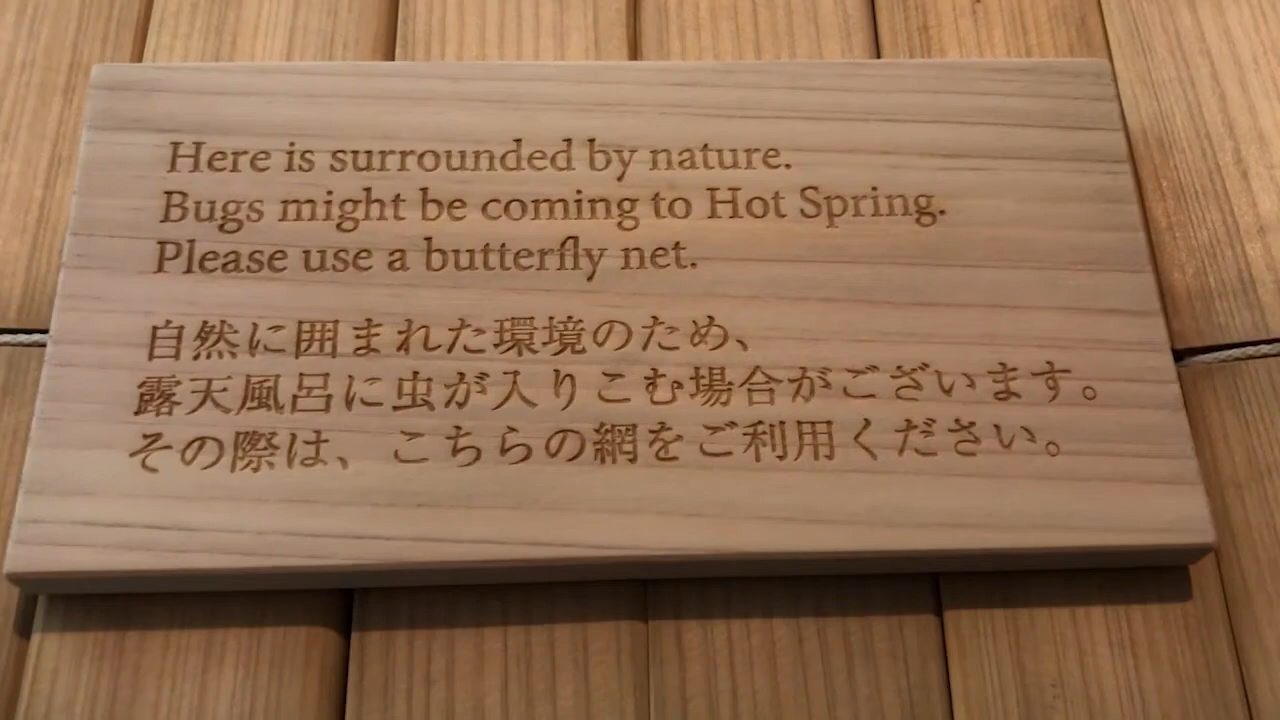 Here is surrounded by nature.
Bugs might be coming to Hot Spring.
Please use a butterfly net.
自然に囲まれた環境のため、
露天風呂に虫が入りこむ場合がございます。
その際は、こちらの網をご利用ください。